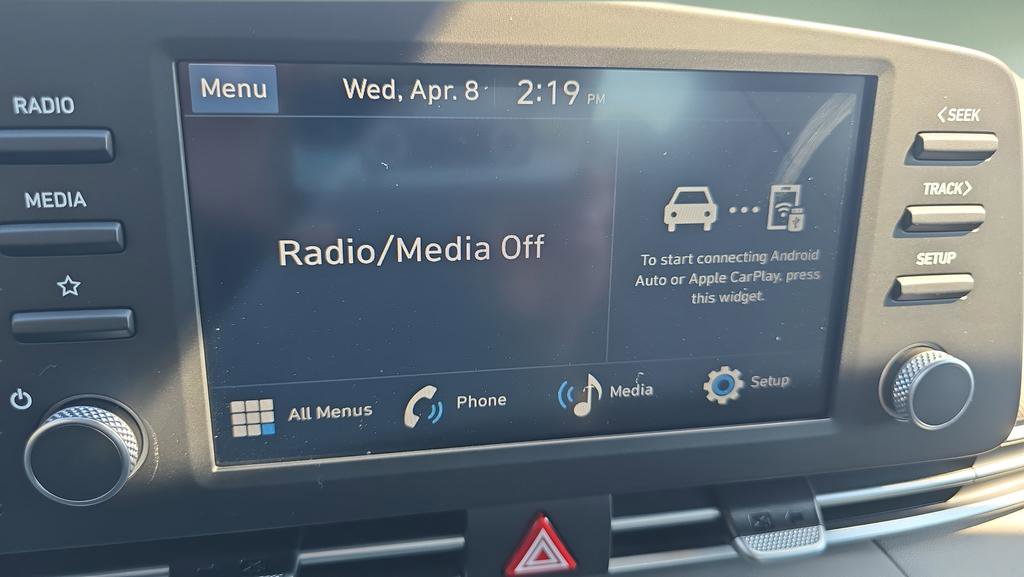 RADIO
MEDIA
Menu
Wed, Apr. 8
2:19 PM
Radio/Media Off
To start connecting Android
Auto or Apple CarPlay, press
this widget.
All Menus
Phone
Media
Setup
<SEEK
TRACK>
SETUP